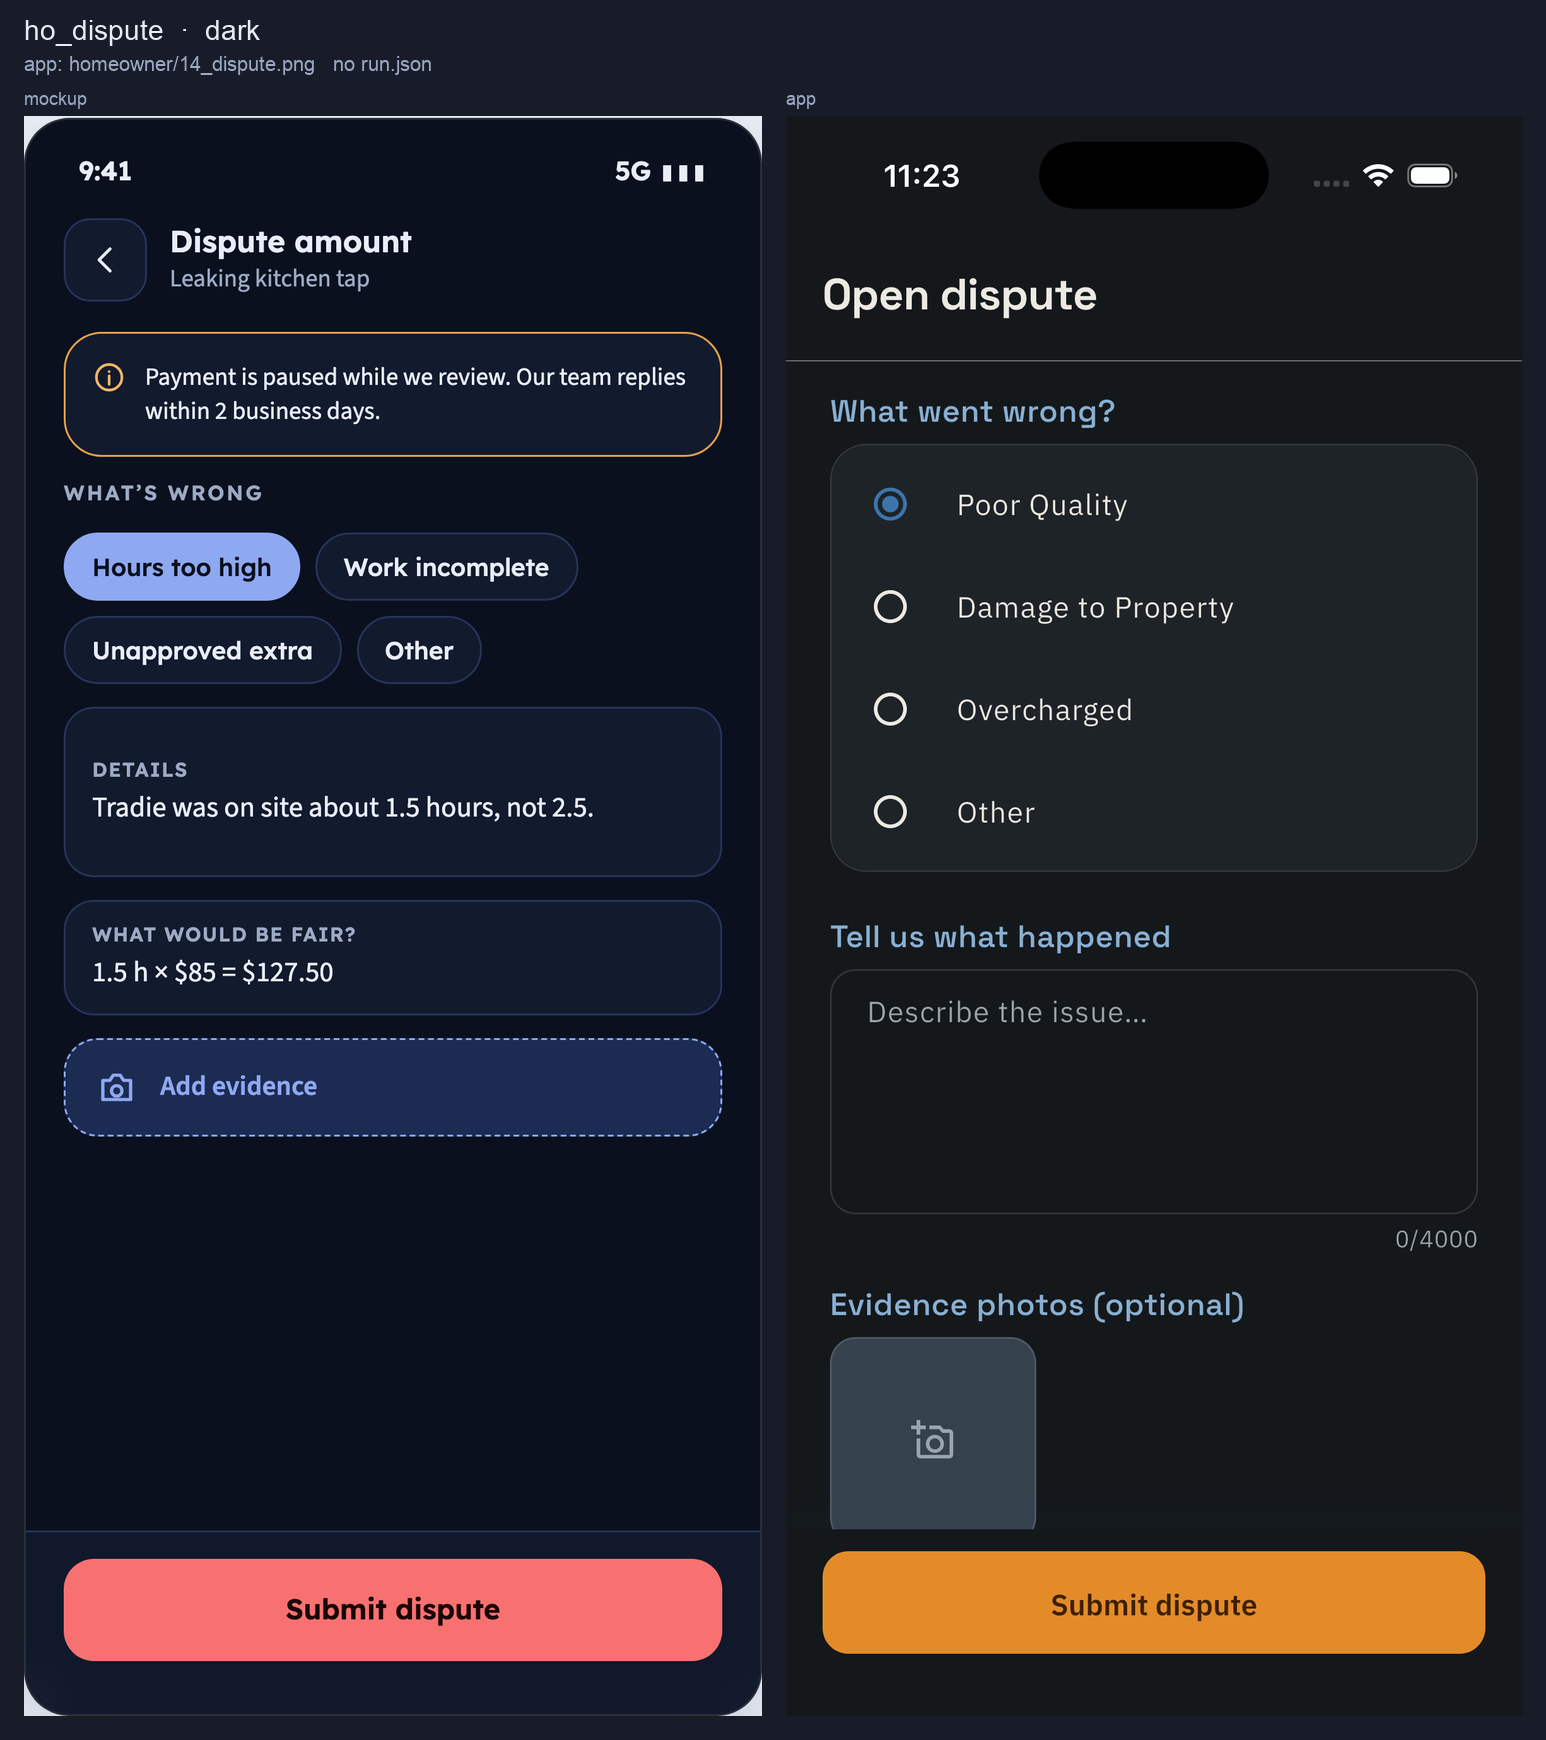 ho_dispute · dark
app: homeowner/14_dispute.png no run.json
mockup
9:41
5G
Dispute amount
Leaking kitchen tap
Payment is paused while we review. Our team replies
within 2 business days.
WHAT'S WRONG
Hours too high
Work incomplete
Unapproved extra
Other
DETAILS
Tradie was on site about 1.5 hours, not 2.5.
WHAT WOULD BE FAIR?
1.5 h × $85 = $127.50
Add evidence
Submit dispute
app
11:23
Open dispute
What went wrong?
Poor Quality
Damage to Property
Overcharged
Other
Tell us what happened
Describe the issue...
0/4000
Evidence photos (optional)
Submit dispute